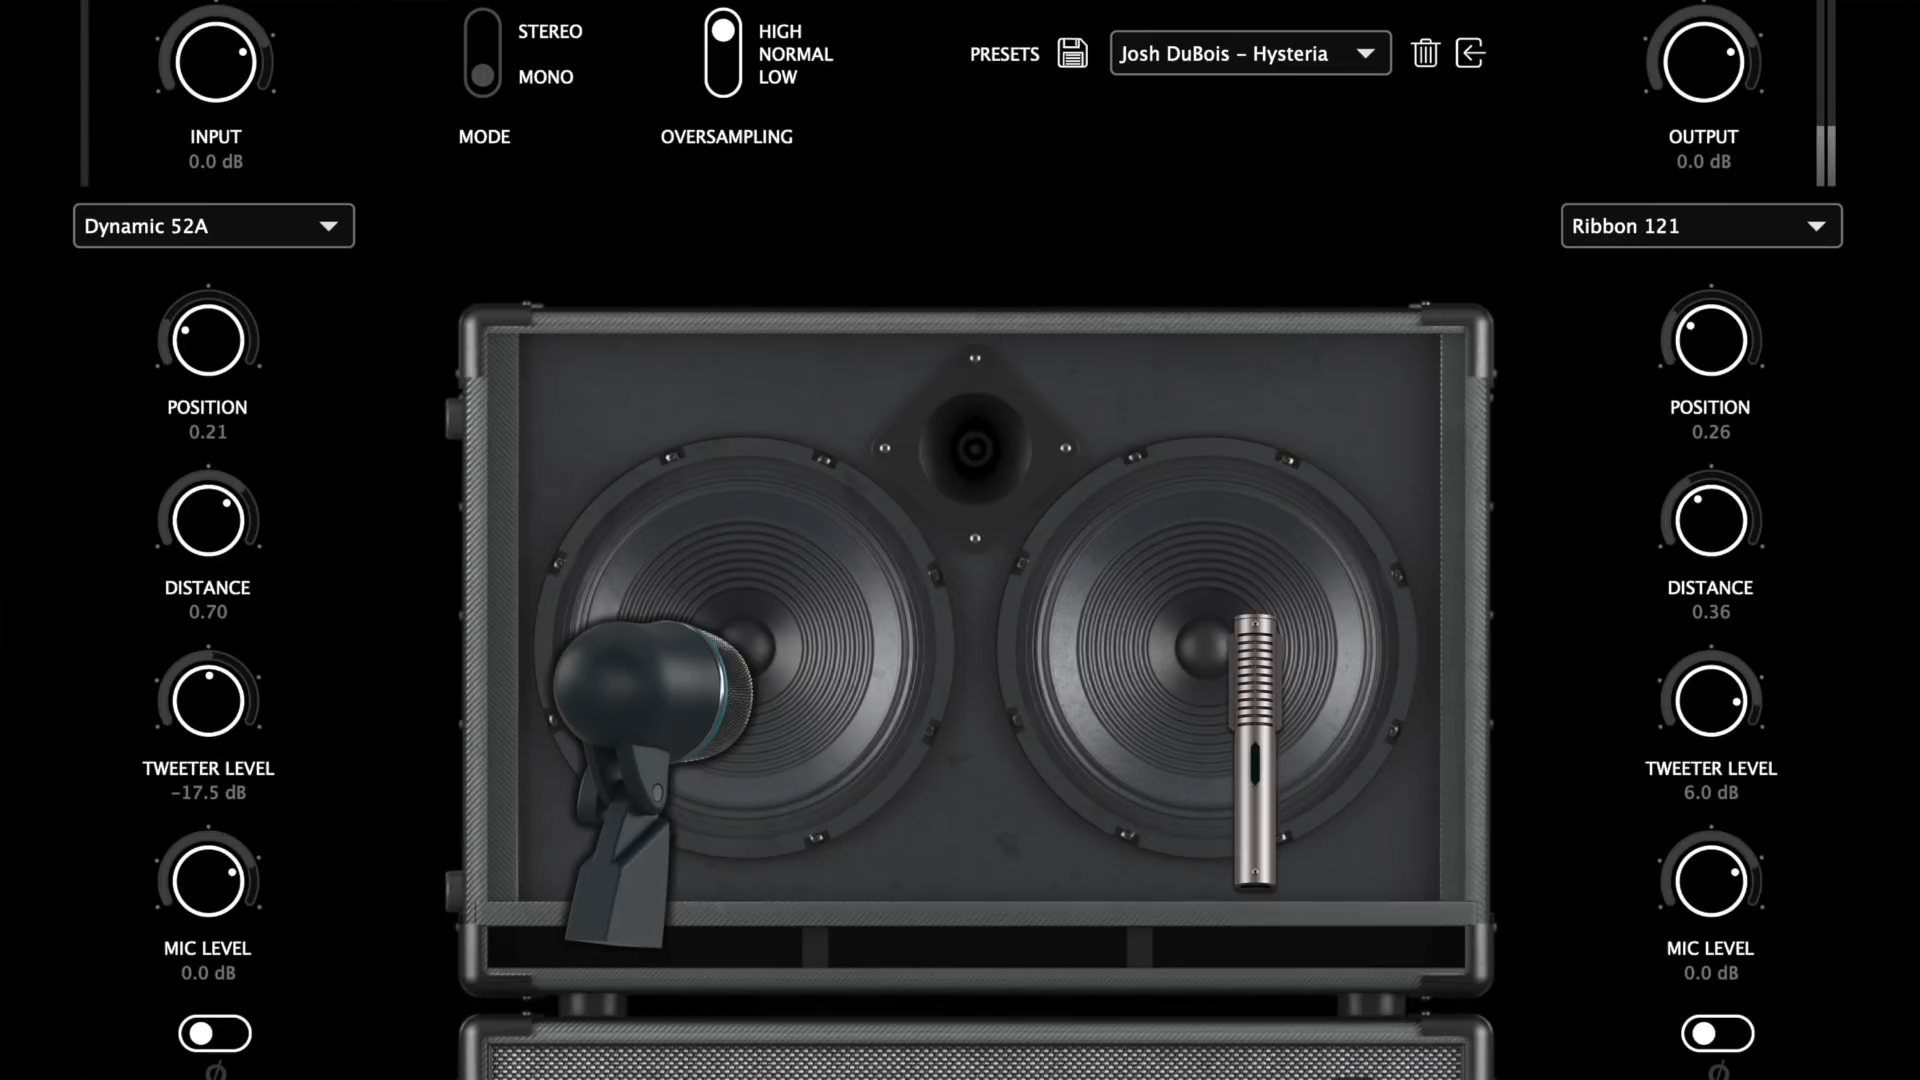 STEREO
MONO
MODE
HIGH
NORMAL
LOW
OVERSAMPLING
PRESETS
Josh DuBois – Hysteria
INPUT
0.0 dB
OUTPUT
0.0 dB
Dynamic 52A
POSITION
0.21
DISTANCE
0.70
TWEETER LEVEL
−17.5 dB
MIC LEVEL
0.0 dB
Ø
Ribbon 121
POSITION
0.26
DISTANCE
0.36
TWEETER LEVEL
6.0 dB
MIC LEVEL
0.0 dB
Ø